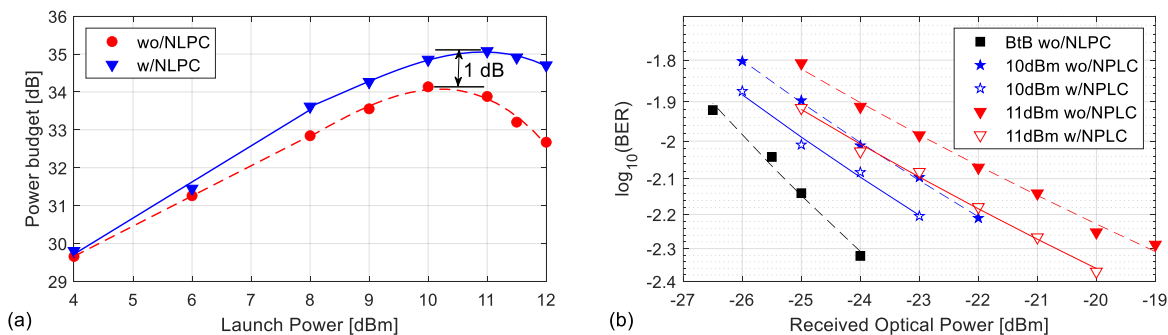 Power budget [dB]
36
35
34
33
32
31
30
29
wo/NLPC
w/NLPC
1 dB
4 5 6 7 8 9 10 11 12
Launch Power [dBm]
(a)
log10(BER)
-1.8
-1.9
-2
-2.1
-2.2
-2.3
-2.4
BtB wo/NLPC
10dBm wo/NPLC
10dBm w/NPLC
11dBm wo/NPLC
11dBm w/NPLC
-27 -26 -25 -24 -23 -22 -21 -20 -19
Received Optical Power [dBm]
(b)